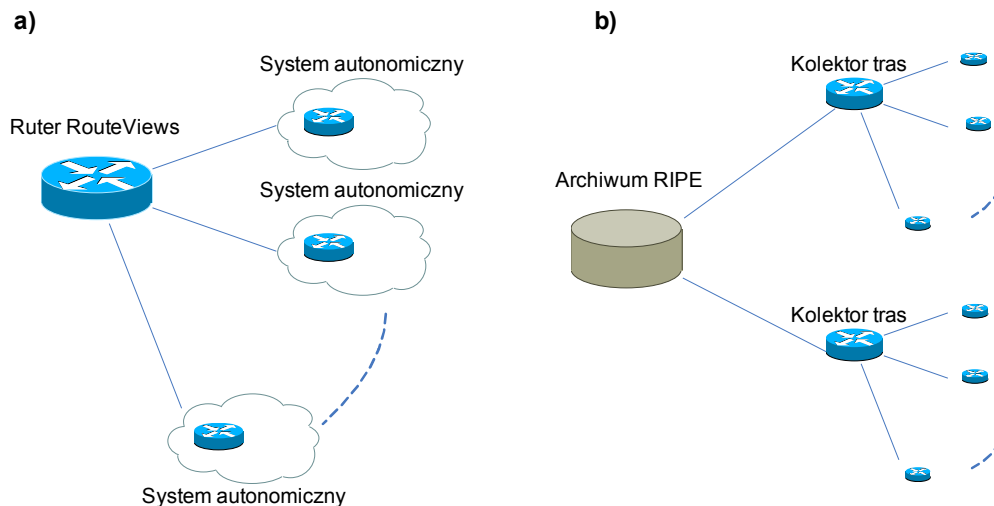 a)
System autonomiczny
Ruter RouteViews
System autonomiczny
System autonomiczny
b)
Kolektor tras
Archiwum RIPE
Kolektor tras